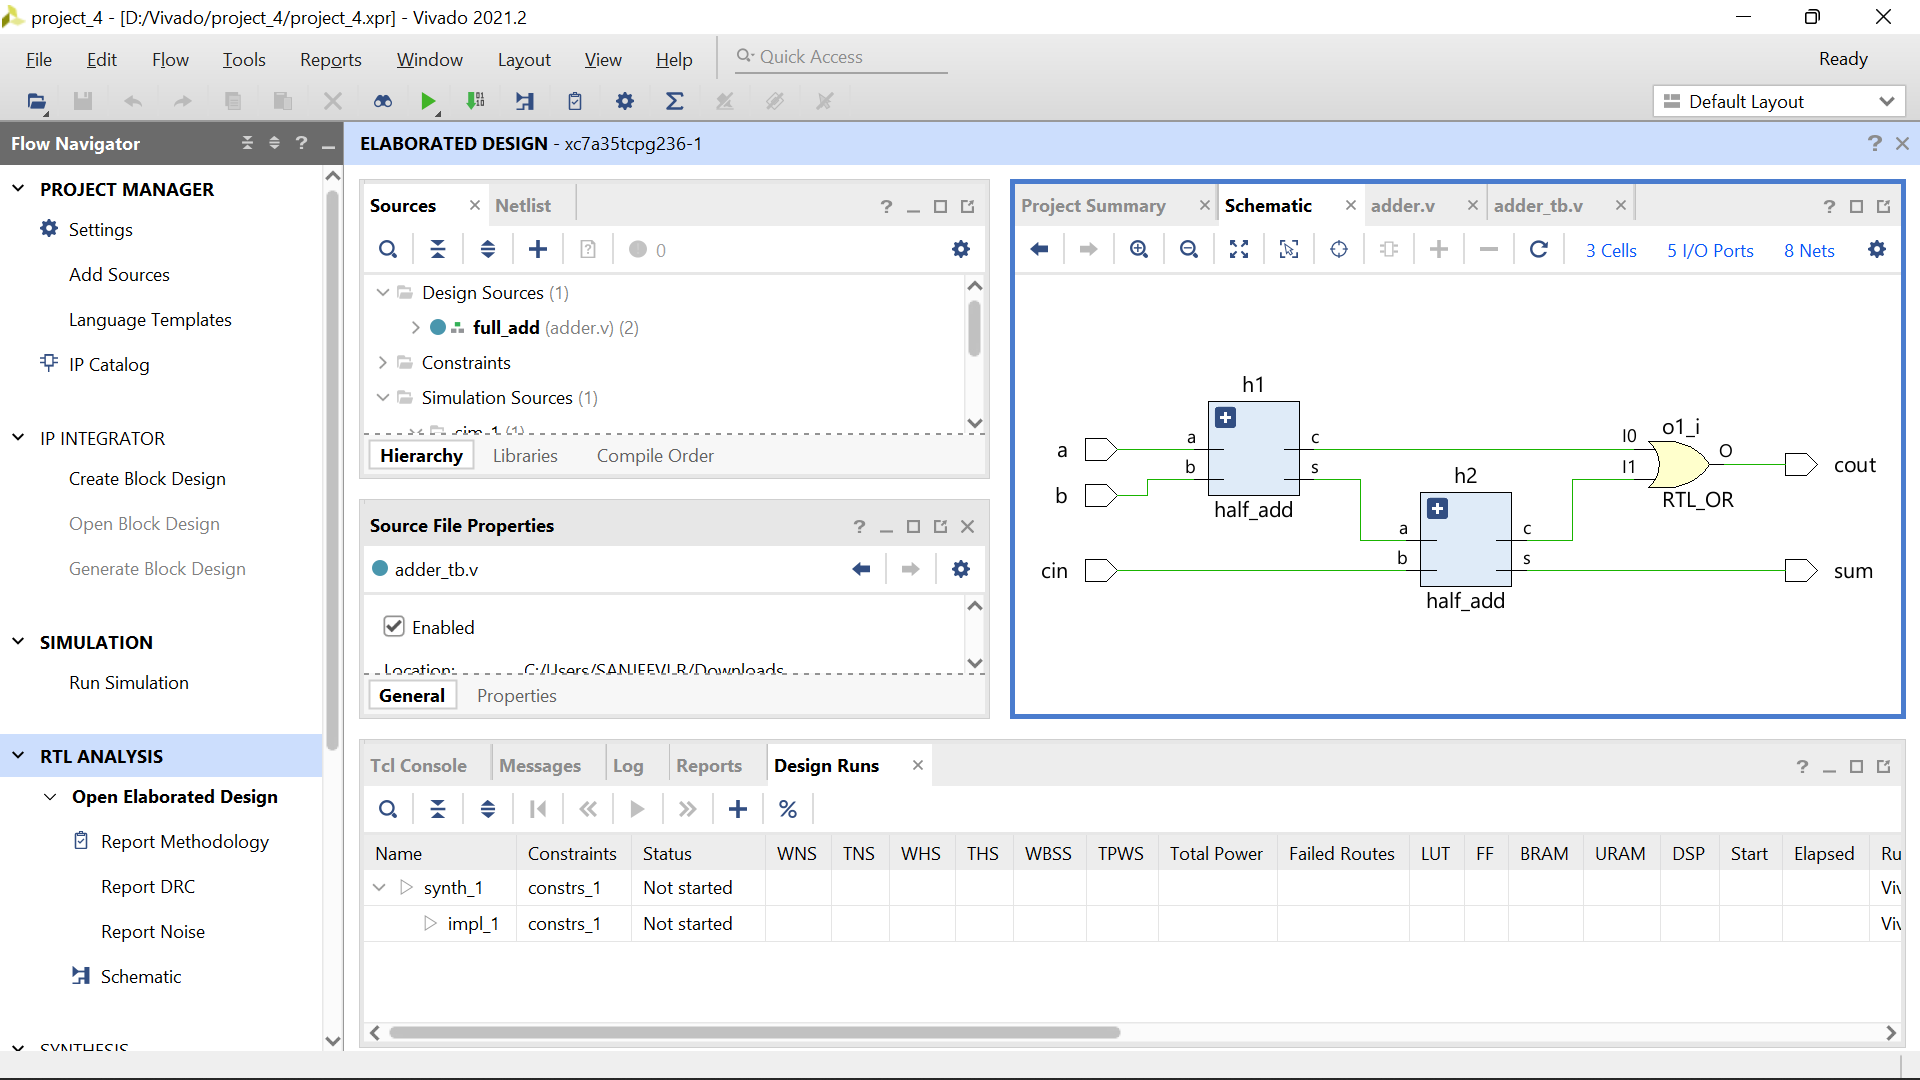 project_4 - [D:/Vivado/project_4/project_4.xpr] - Vivado 2021.2
File Edit Flow Tools Reports Window Layout View Help Quick Access Ready
Default Layout
Flow Navigator
ELABORATED DESIGN - xc7a35tcpg236-1
PROJECT MANAGER
Settings
Add Sources
Language Templates
IP Catalog
IP INTEGRATOR
Create Block Design
Open Block Design
Generate Block Design
SIMULATION
Run Simulation
RTL ANALYSIS
Open Elaborated Design
Report Methodology
Report DRC
Report Noise
Schematic
SYNTHESIS
Sources Netlist
0
Design Sources (1)
full_add (adder.v) (2)
Constraints
Simulation Sources (1)
sim_1 (1)
Hierarchy Libraries Compile Order
Source File Properties
adder_tb.v
Enabled
Location: C:/Users/SANJEEVI R/Downloads
General Properties
Project Summary Schematic adder.v adder_tb.v
3 Cells 5 I/O Ports 8 Nets
h1
a
b
cin
a
b
c
s
half_add
h2
a
b
c
s
half_add
o1_i
I0
I1
O
RTL_OR
cout
sum
Tcl Console Messages Log Reports Design Runs
Name Constraints Status WNS TNS WHS THS WBSS TPWS Total Power Failed Routes LUT FF BRAM URAM DSP Start Elapsed Ru
synth_1 constrs_1 Not started Viv
impl_1 constrs_1 Not started Viv